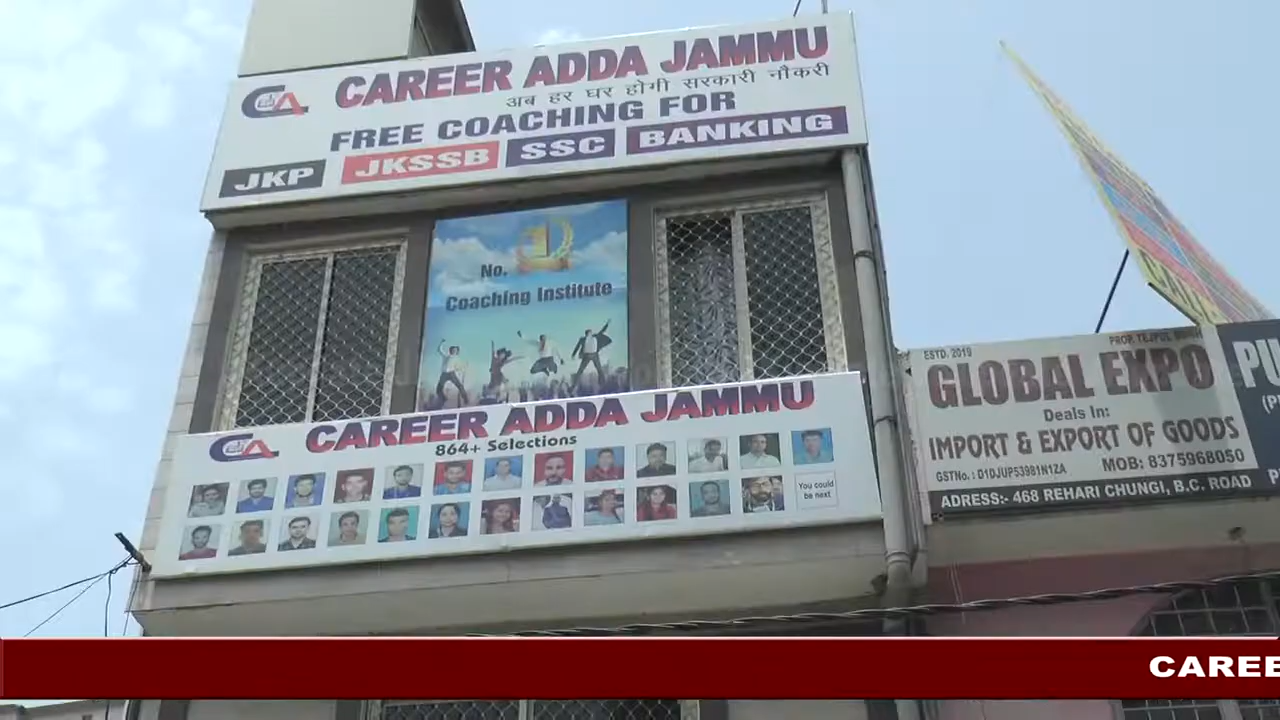 CAREER ADDA JAMMU
अब हर घर होगी सरकारी नौकरी
FREE COACHING FOR
JKP JKSSB SSC BANKING
No. 1
Coaching Institute
CAREER ADDA JAMMU
864+ Selections
You could
be next
ESTD. 2019
GLOBAL EXPO
Deals In:
IMPORT & EXPORT OF GOODS
MOB: 8375968050
ADRESS:- 468 REHARI CHUNGI, B.C. ROAD
PU
(P
P
CAREE